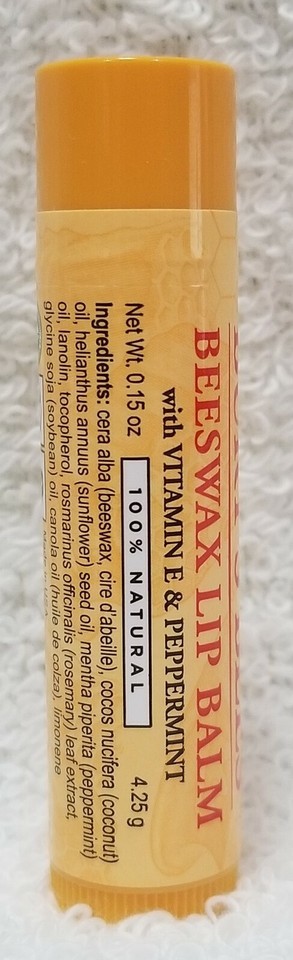 BEESWAX LIP BALM
with VITAMIN E & PEPPERMINT
100% NATURAL
Net Wt. 0.15 oz 4.25 g
Ingredients: cera alba (beeswax, cire d'abeille), cocos nucifera (coconut)
oil, helianthus annuus (sunflower) seed oil, mentha piperita (peppermint)
oil, lanolin, tocopherol, rosmarinus officinalis (rosemary) leaf extract,
glycine soja (soybean) oil, canola oil (huile de colza), limonene